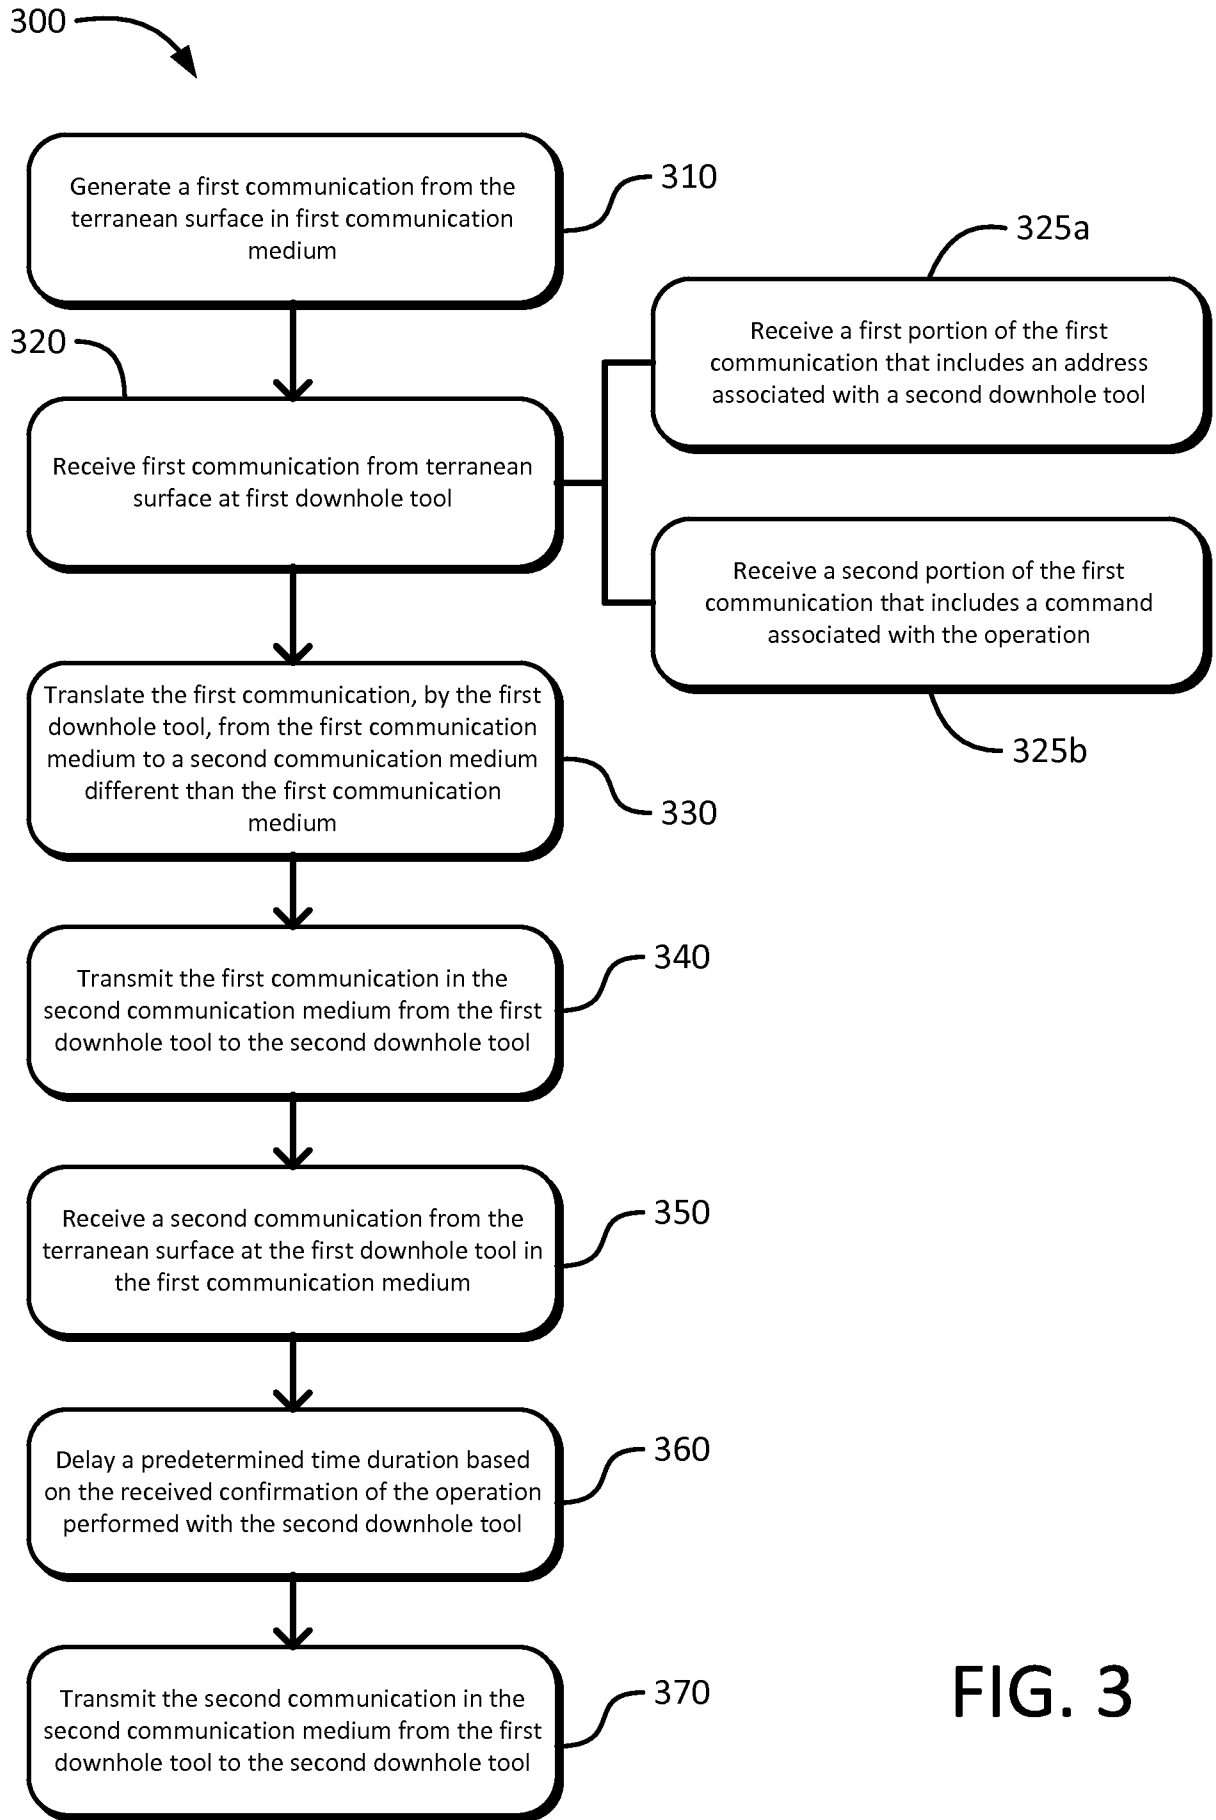 300
Generate a first communication from the
terranean surface in first communication
medium
310
325a
Receive a first portion of the first
communication that includes an address
associated with a second downhole tool
320
Receive first communication from terranean
surface at first downhole tool
Receive a second portion of the first
communication that includes a command
associated with the operation
325b
Translate the first communication, by the first
downhole tool, from the first communication
medium to a second communication medium
different than the first communication
medium
330
Transmit the first communication in the
second communication medium from the first
downhole tool to the second downhole tool
340
Receive a second communication from the
terranean surface at the first downhole tool in
the first communication medium
350
Delay a predetermined time duration based
on the received confirmation of the operation
performed with the second downhole tool
360
Transmit the second communication in the
second communication medium from the first
downhole tool to the second downhole tool
370
FIG. 3